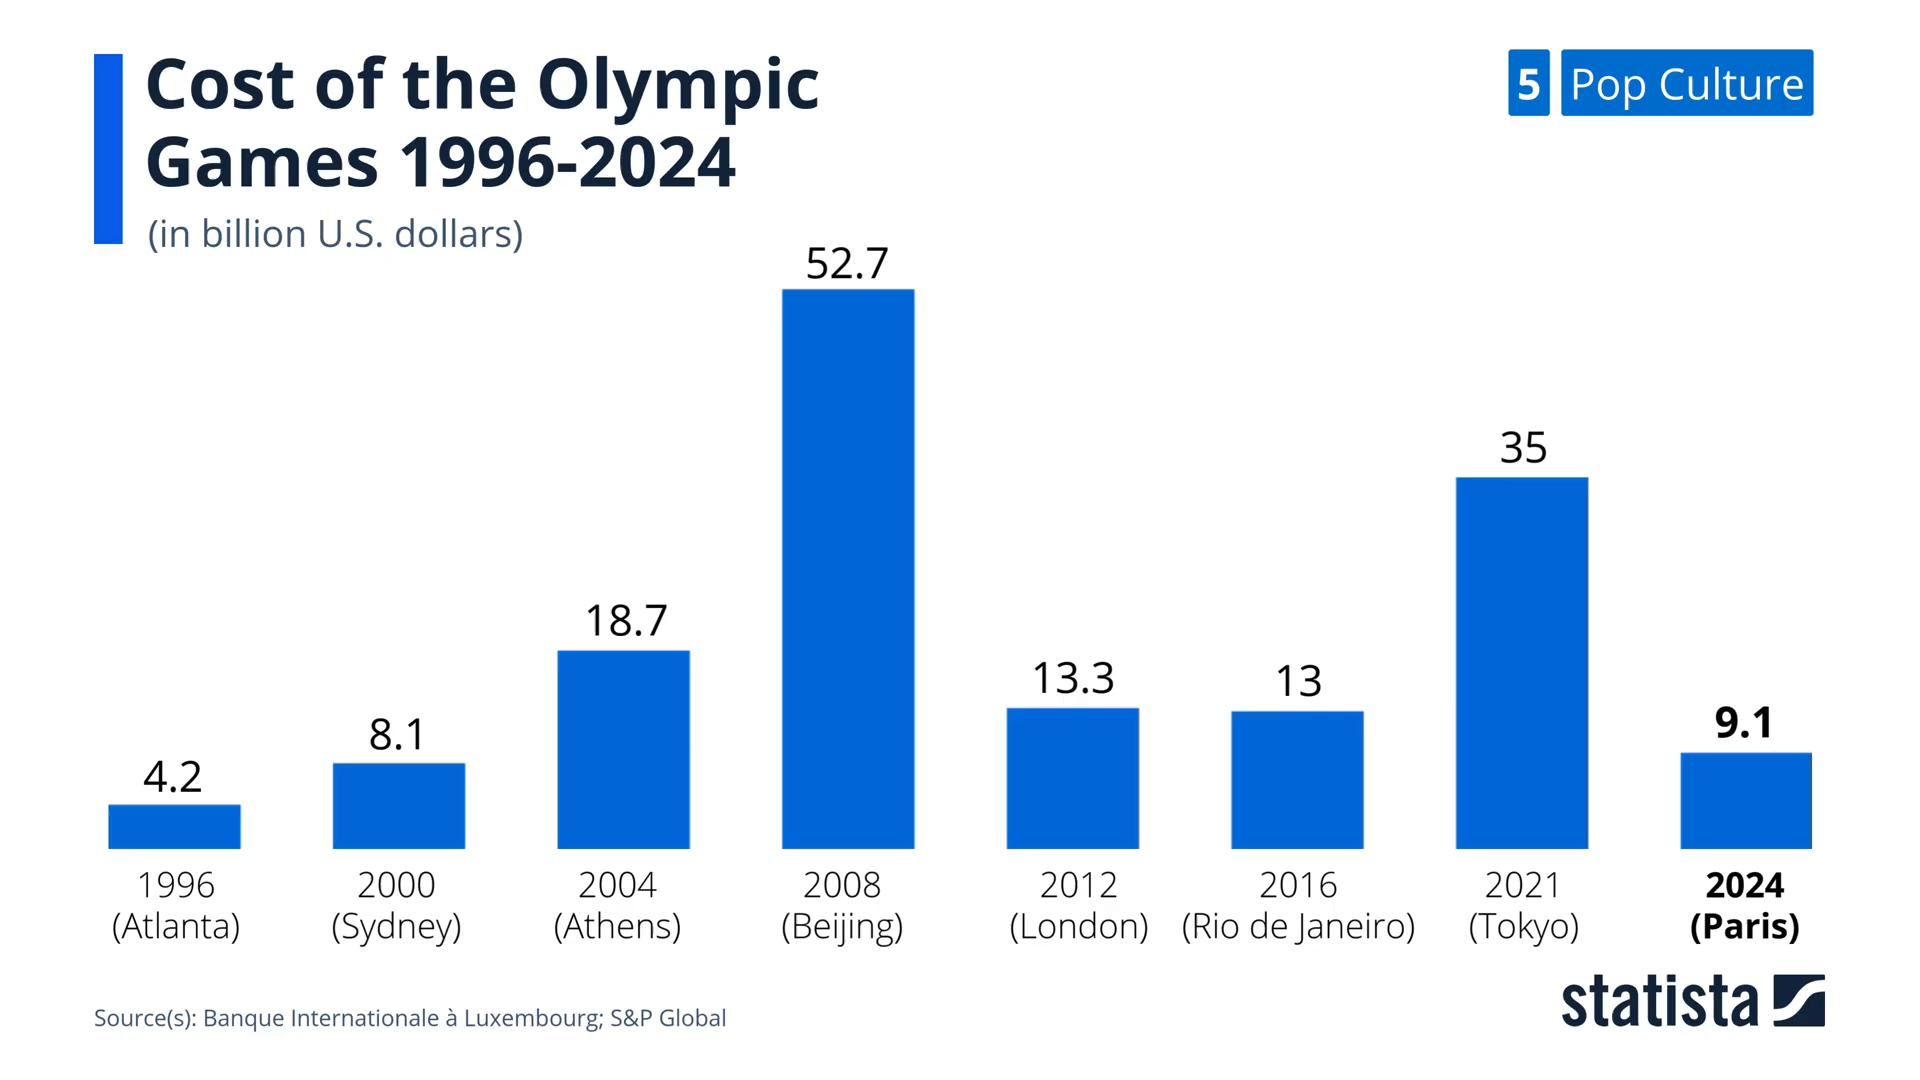 Cost of the Olympic
Games 1996-2024
(in billion U.S. dollars)
5 Pop Culture
4.2
8.1
18.7
52.7
13.3
13
35
9.1
1996
(Atlanta)
2000
(Sydney)
2004
(Athens)
2008
(Beijing)
2012
(London)
2016
(Rio de Janeiro)
2021
(Tokyo)
2024
(Paris)
Source(s): Banque Internationale à Luxembourg; S&P Global
statista